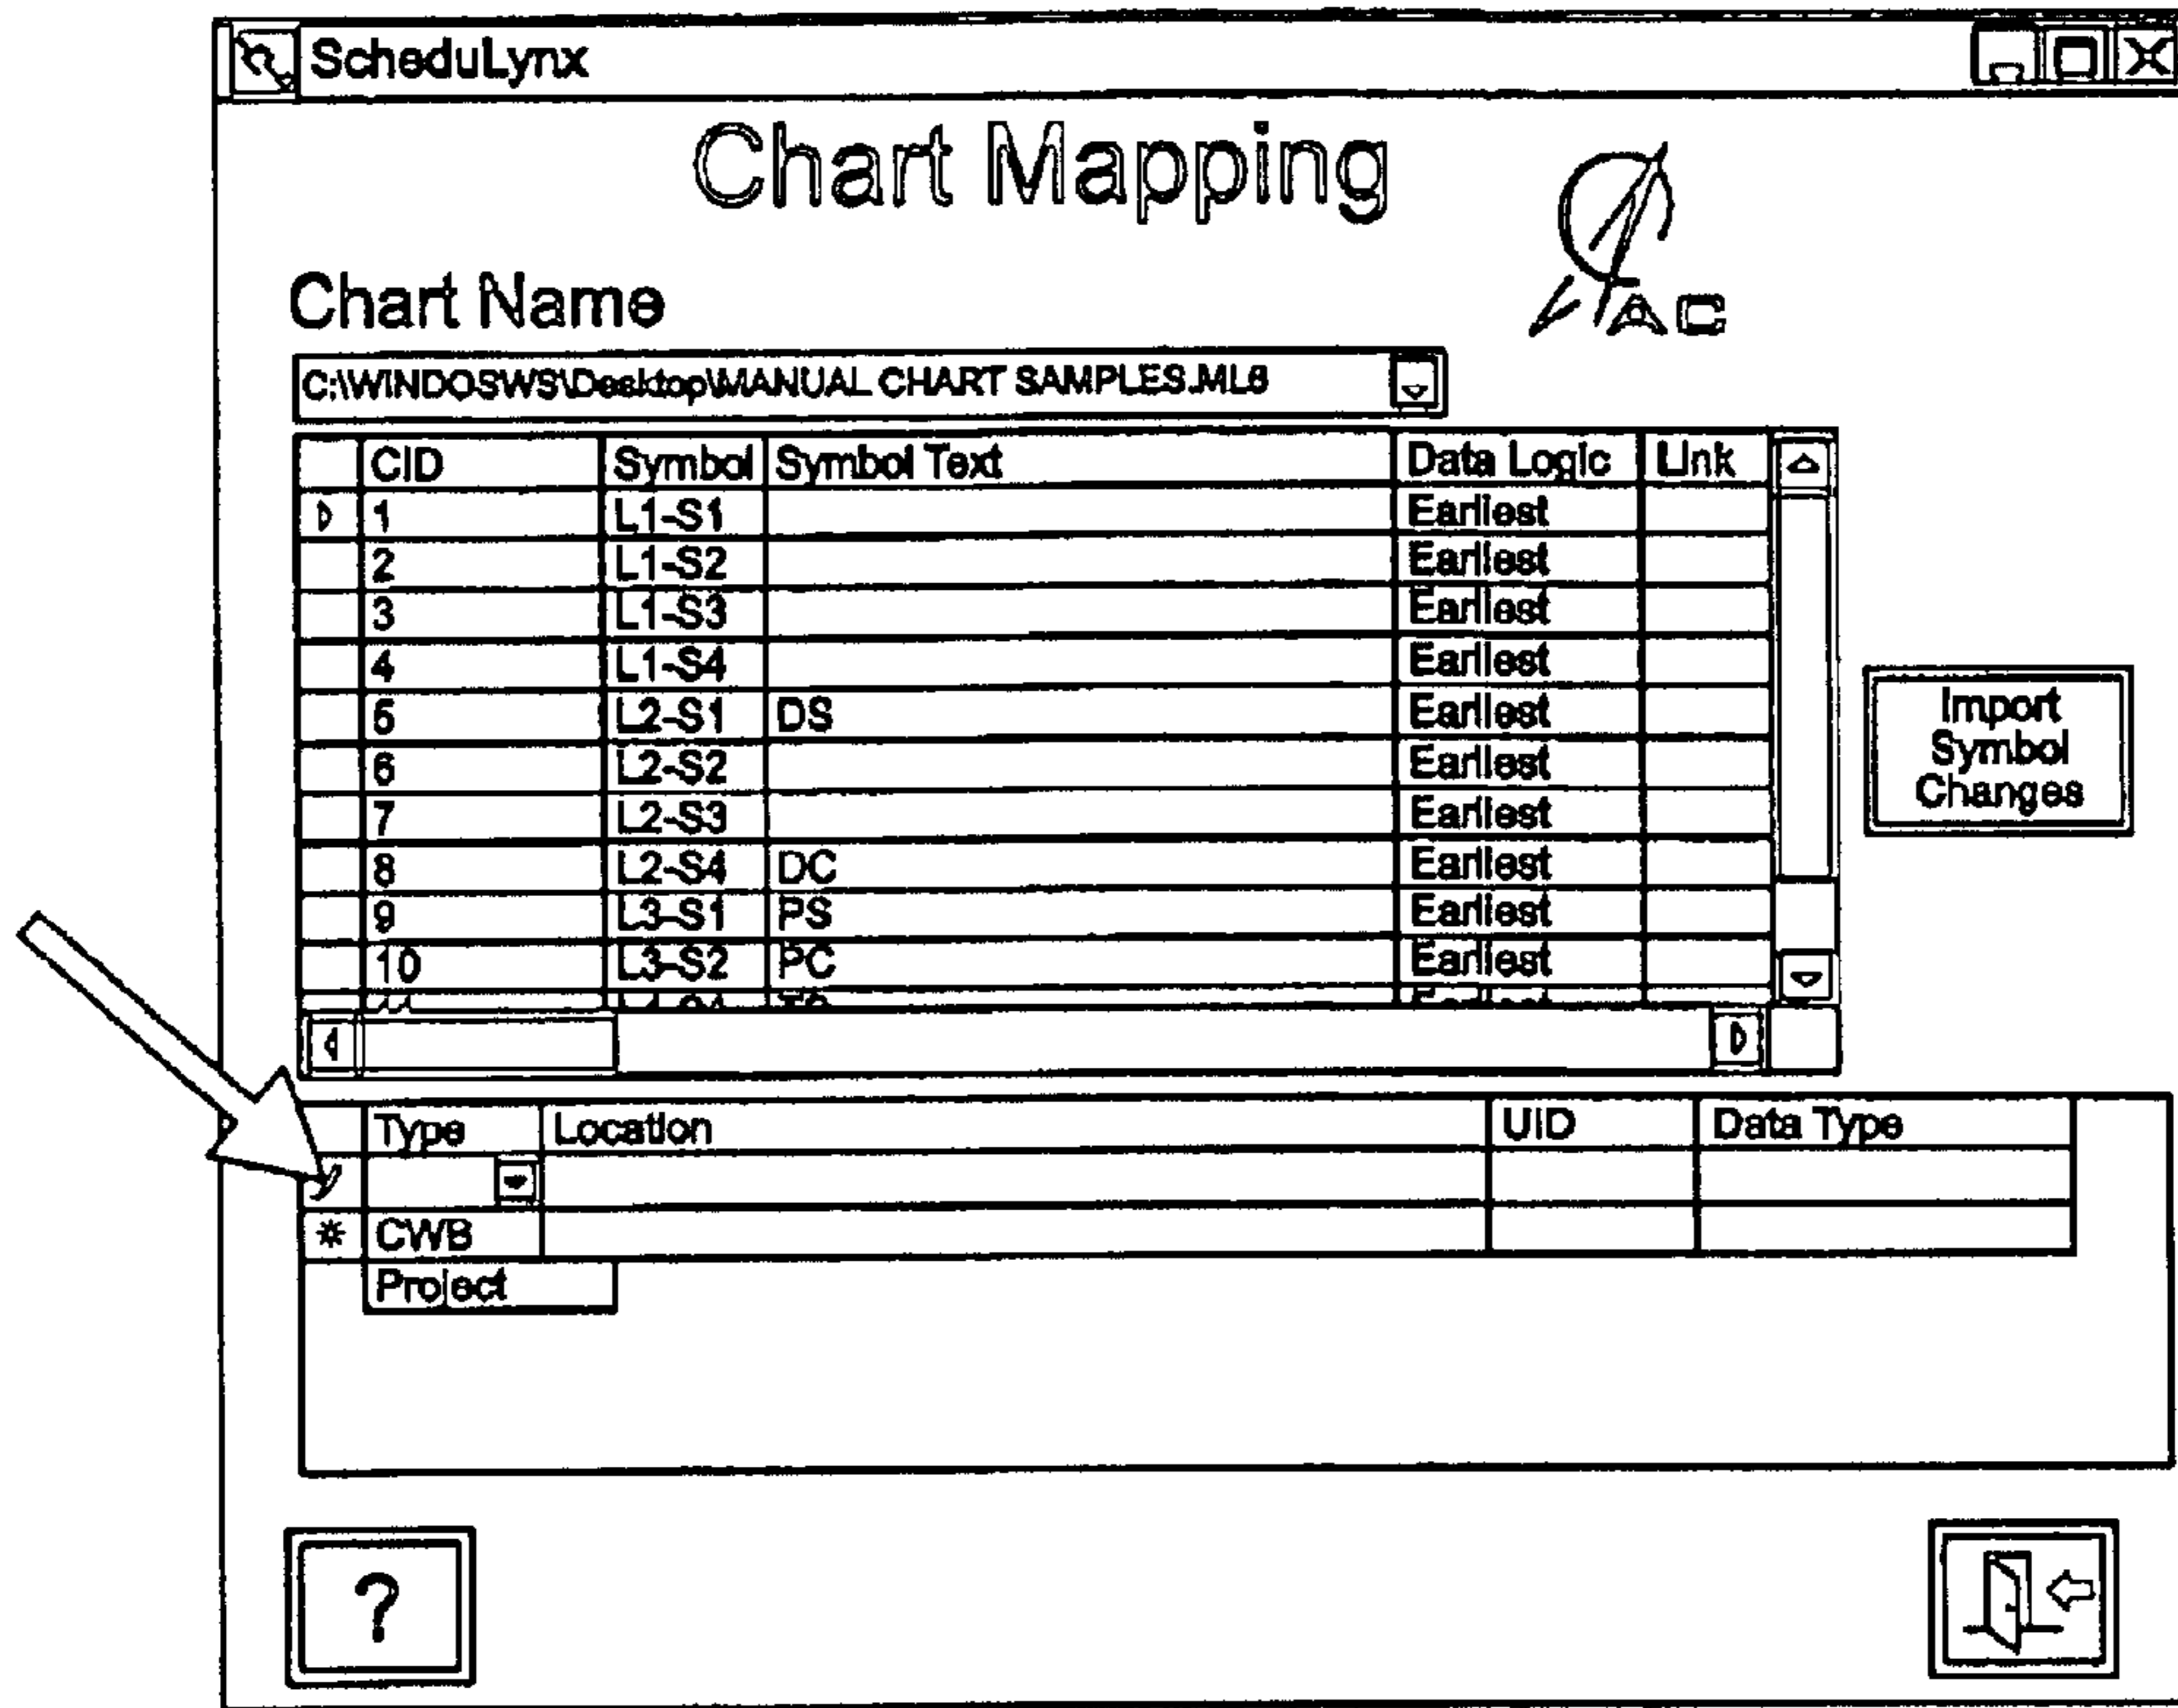 ScheduLynx
Chart Mapping
AC
Chart Name
C:\WINDOSWS\Desktop\MANUAL CHART SAMPLES.ML6
CID Symbol Symbol Text Data Logic Link
1 L1-S1 Earliest
2 L1-S2 Earliest
3 L1-S3 Earliest
4 L1-S4 Earliest
5 L2-S1 DS Earliest
6 L2-S2 Earliest
7 L2-S3 Earliest
8 L2-S4 DC Earliest
9 L3-S1 PS Earliest
10 L3-S2 PC Earliest
Import
Symbol
Changes
Type Location UID Data Type
* CWB
Project
?